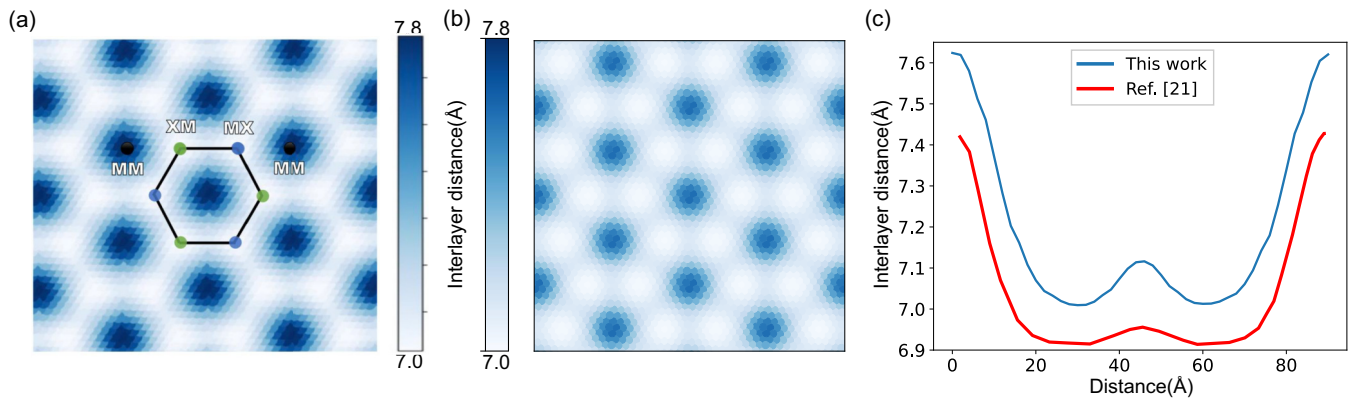 (a)
7.8
XM
MX
MM
MM
7.0
Interlayer distance(Å)
(b)
7.8
7.0
(c)
This work
Ref. [21]
7.6
7.5
7.4
7.3
7.2
7.1
7.0
6.9
Interlayer distance(Å)
0
20
40
60
80
Distance(Å)